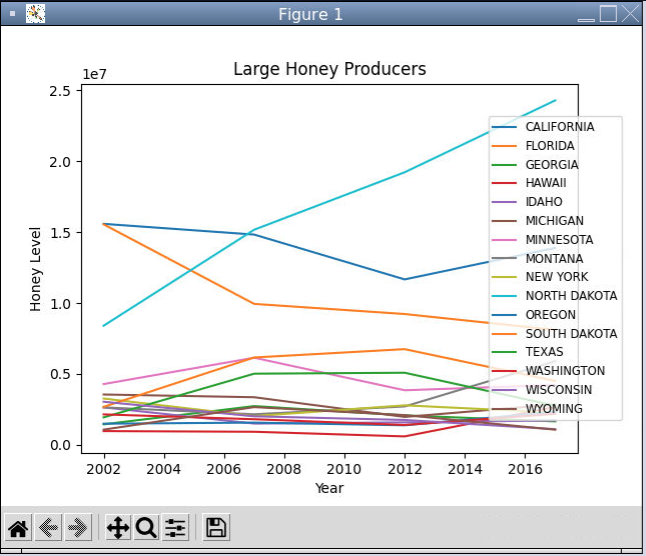 Figure 1
Large Honey Producers
1e7
2.5
2.0
1.5
1.0
0.5
0.0
Honey Level
2002 2004 2006 2008 2010 2012 2014 2016
Year
CALIFORNIA
FLORIDA
GEORGIA
HAWAII
IDAHO
MICHIGAN
MINNESOTA
MONTANA
NEW YORK
NORTH DAKOTA
OREGON
SOUTH DAKOTA
TEXAS
WASHINGTON
WISCONSIN
WYOMING